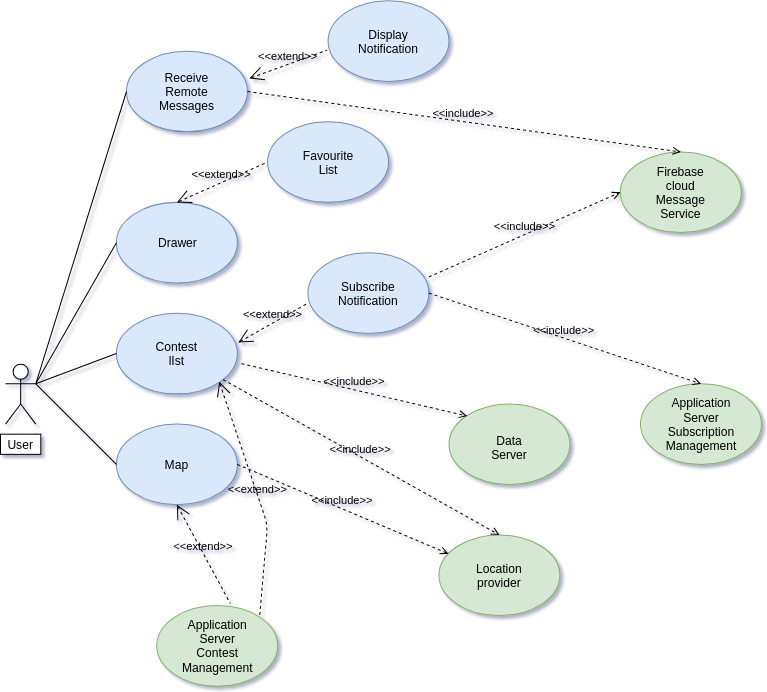 Display
Notification
<<extend>>
Receive
Remote
Messages
<<include>>
Favourite
List
<<extend>>
Firebase
cloud
Message
Service
Drawer
<<include>>
Subscribe
Notification
<<extend>>
<<include>>
Contest
lIst
<<include>>
Application
Server
Subscription
Management
User
Data
Server
<<include>>
Map
<<extend>>
<<include>>
<<extend>>
Location
provider
Application
Server
Contest
Management